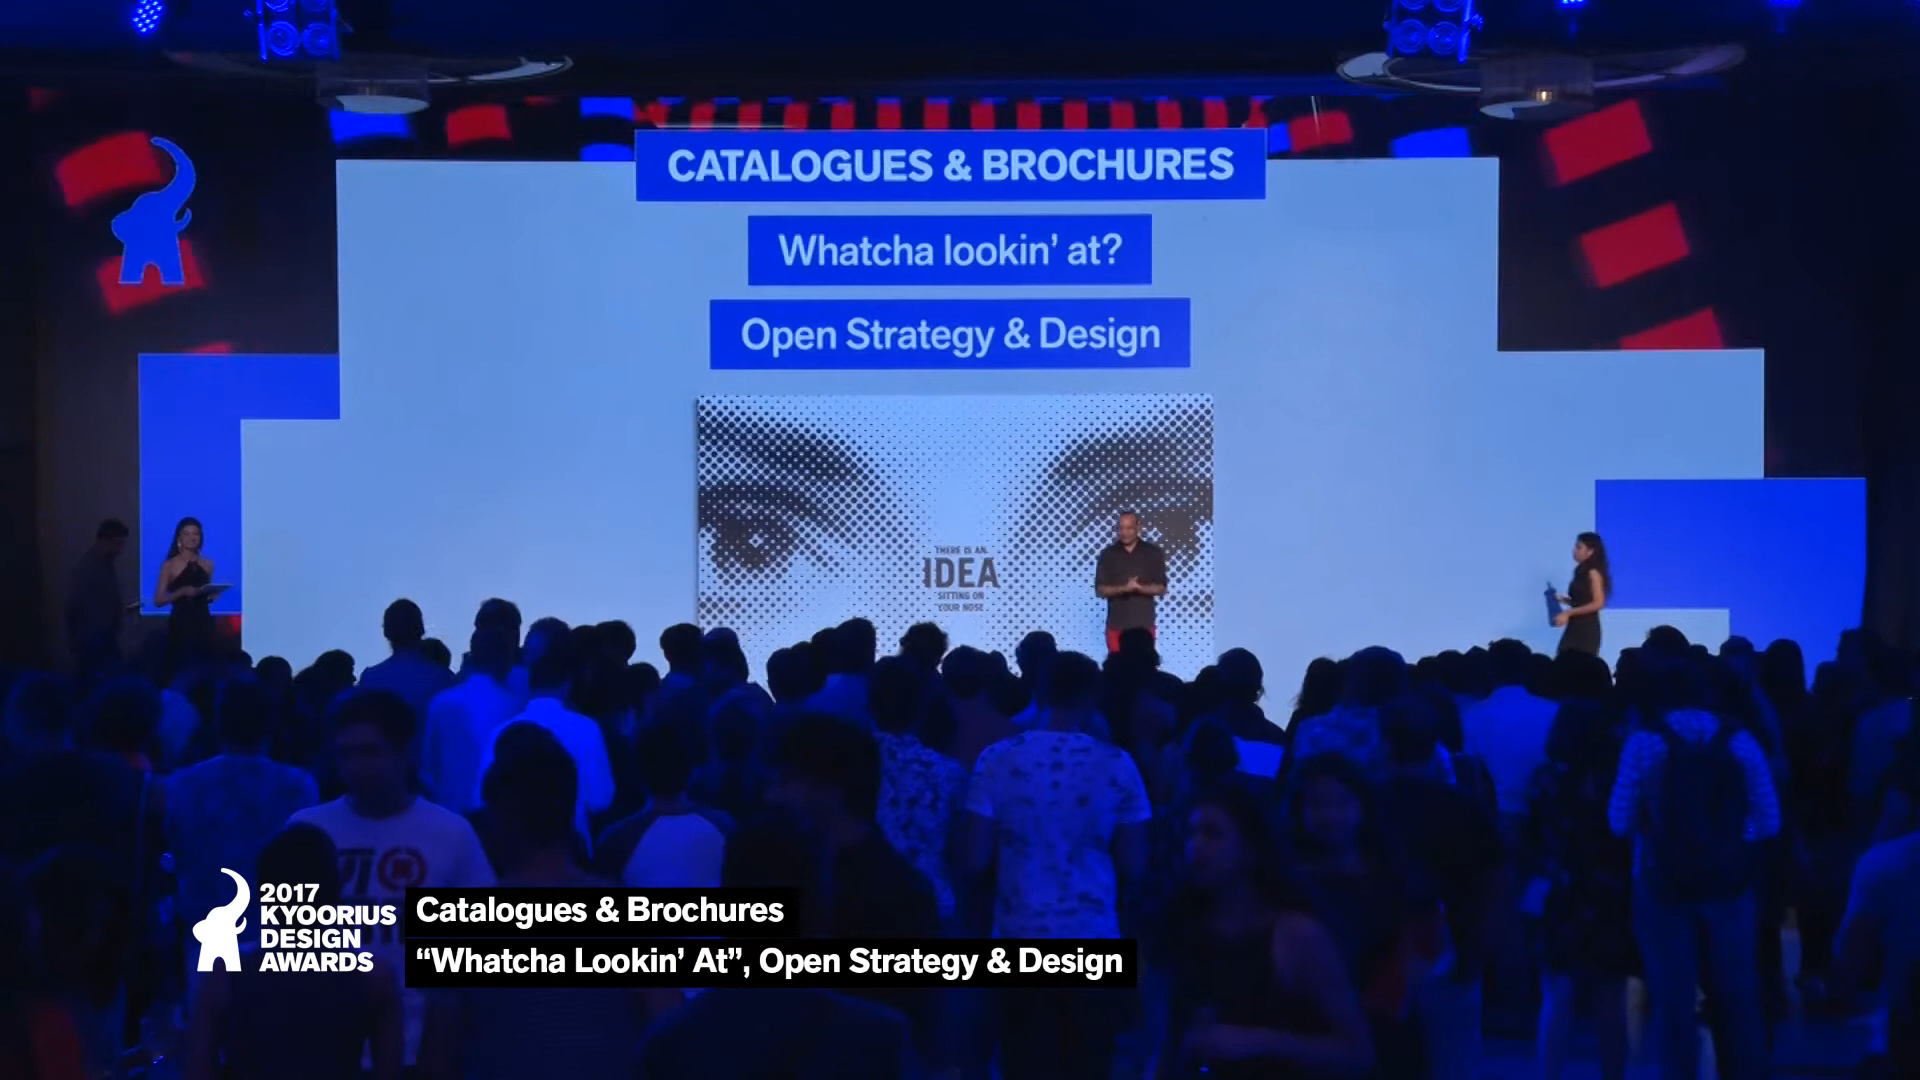 CATALOGUES & BROCHURES
Whatcha lookin’ at?
Open Strategy & Design
THERE IS AN
IDEA
SITTING ON
YOUR NOSE
2017
KYOORIUS
DESIGN
AWARDS
Catalogues & Brochures
“Whatcha Lookin’ At”, Open Strategy & Design